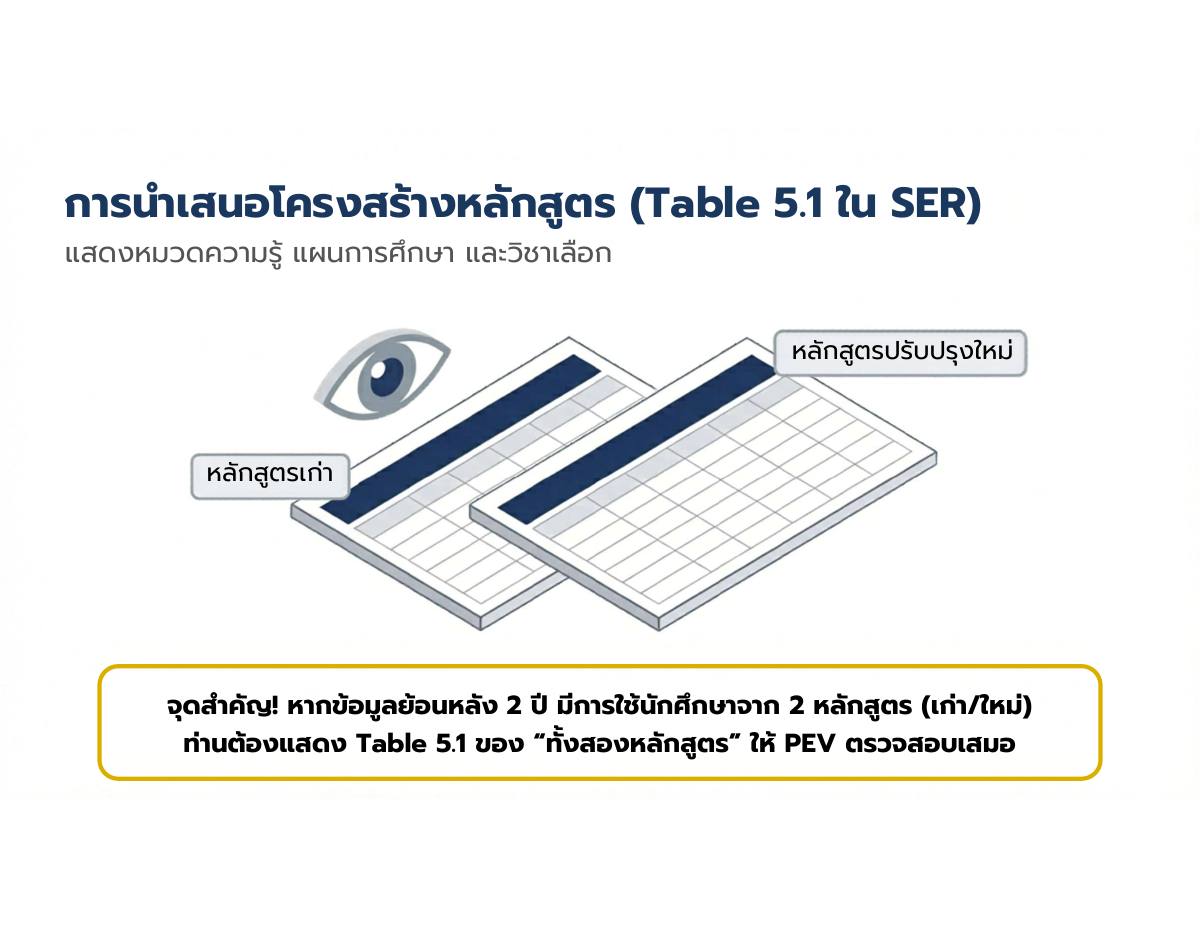 การนำเสนอโครงสร้างหลักสูตร (Table 5.1 ใน SER)
แสดงหมวดความรู้ แผนการศึกษา และวิชาเลือก
หลักสูตรปรับปรุงใหม่
หลักสูตรเก่า
จุดสำคัญ! หากข้อมูลย้อนหลัง 2 ปี มีการใช้นักศึกษาจาก 2 หลักสูตร (เก่า/ใหม่)
ท่านต้องแสดง Table 5.1 ของ “ทั้งสองหลักสูตร” ให้ PEV ตรวจสอบเสมอ